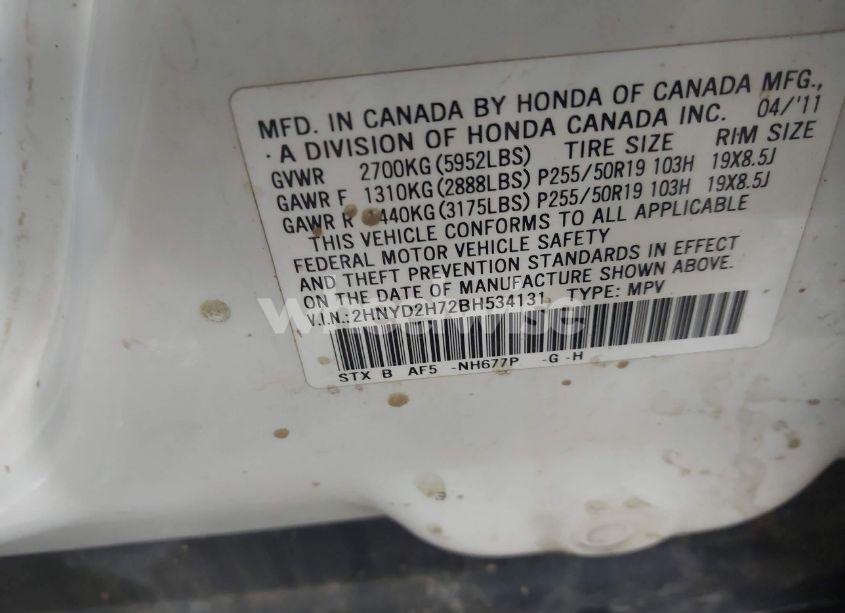 MFD. IN CANADA BY HONDA OF CANADA MFG.,
A DIVISION OF HONDA CANADA INC. 04/'11
GVWR 2700KG(5952LBS) TIRE SIZE RIM SIZE
GAWR F 1310KG(2888LBS) P255/50R19 103H 19X8.5J
GAWR R 1440KG(3175LBS) P255/50R19 103H 19X8.5J
THIS VEHICLE CONFORMS TO ALL APPLICABLE
FEDERAL MOTOR VEHICLE SAFETY
AND THEFT PREVENTION STANDARDS IN EFFECT
ON THE DATE OF MANUFACTURE SHOWN ABOVE.
V.I.N.:2HNYD2H72BH534131 TYPE: MPV
STX B AF5 -NH677P -G -H